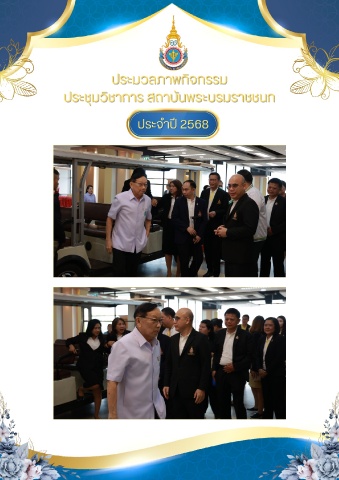 ประมวลภาพกิจกรรม
ประชุมวิชาการ สถาบันพระบรมราชชนก
ประจำปี 2568